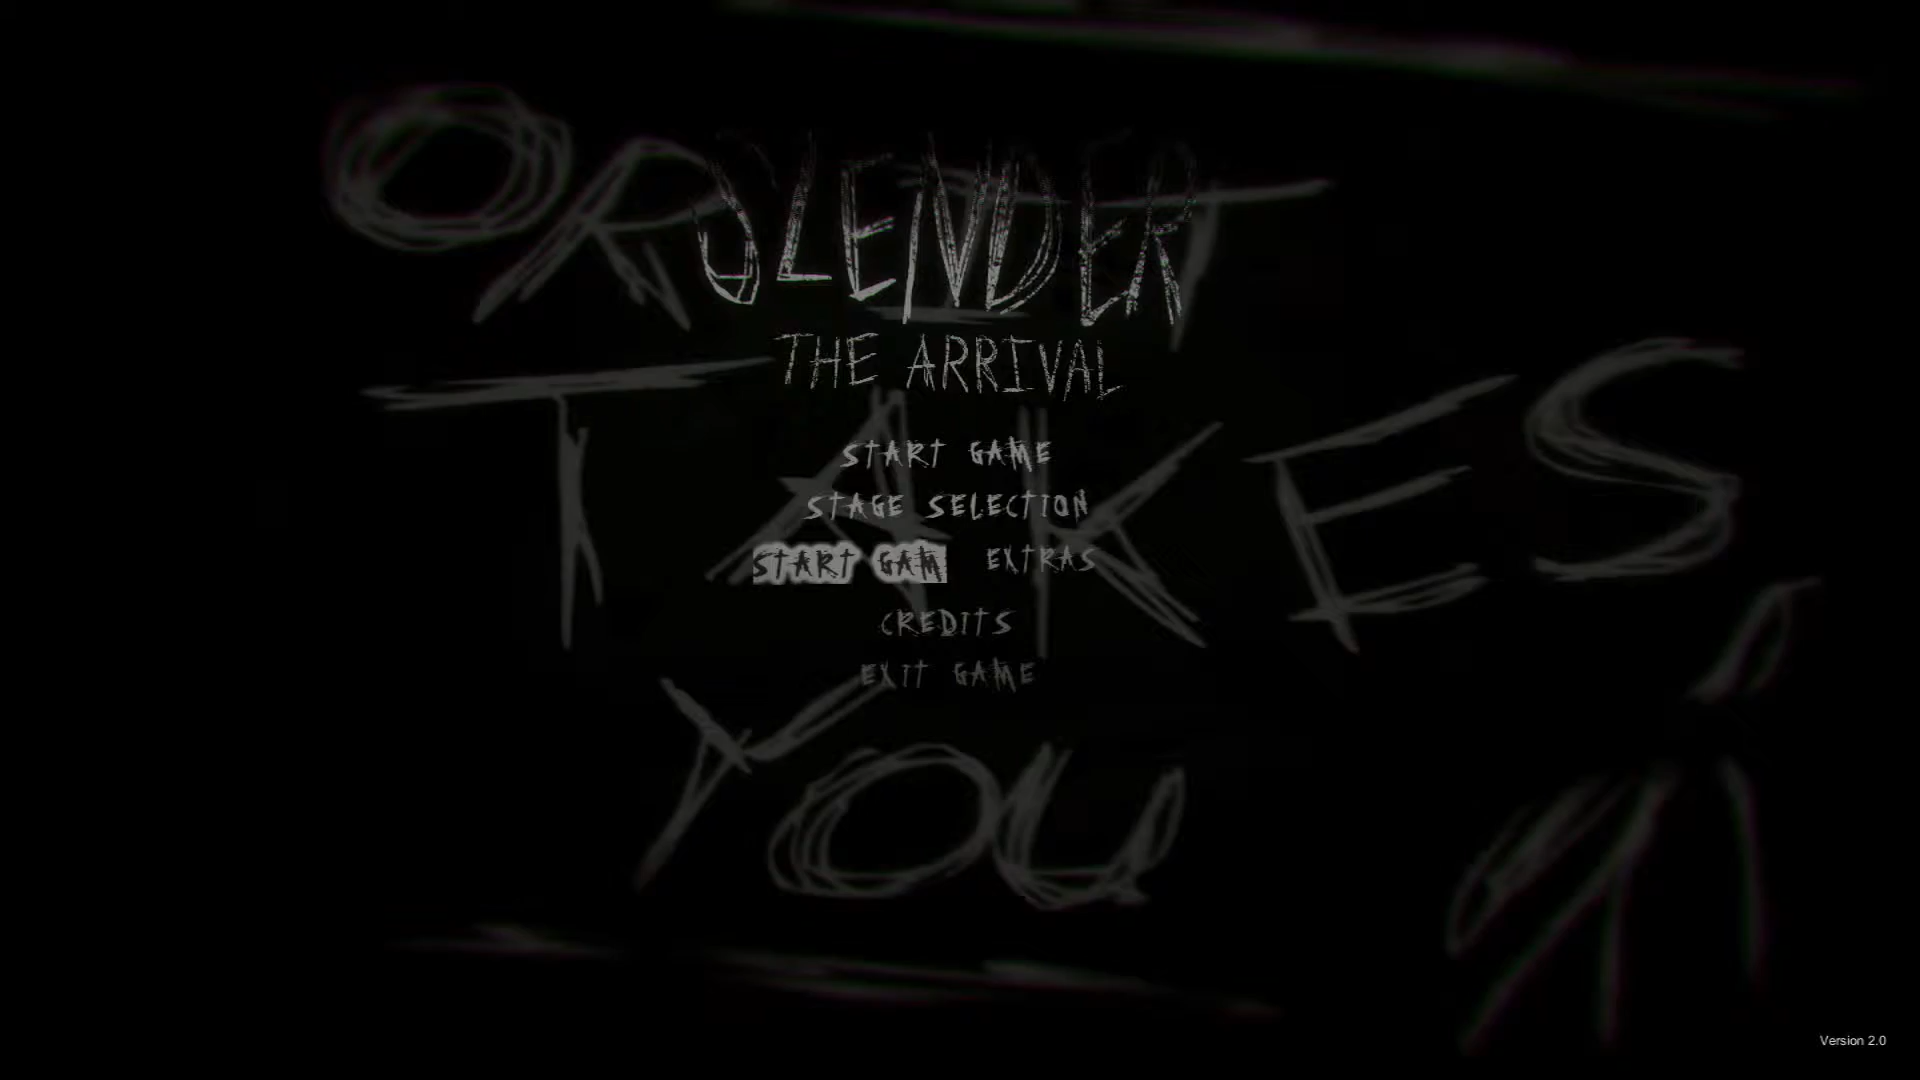 OR IT
SLENDER
THE ARRIVAL
TAKES
START GAME
STAGE SELECTION
START GAM EXTRAS
CREDITS
EXIT GAME
YOU
Version 2.0